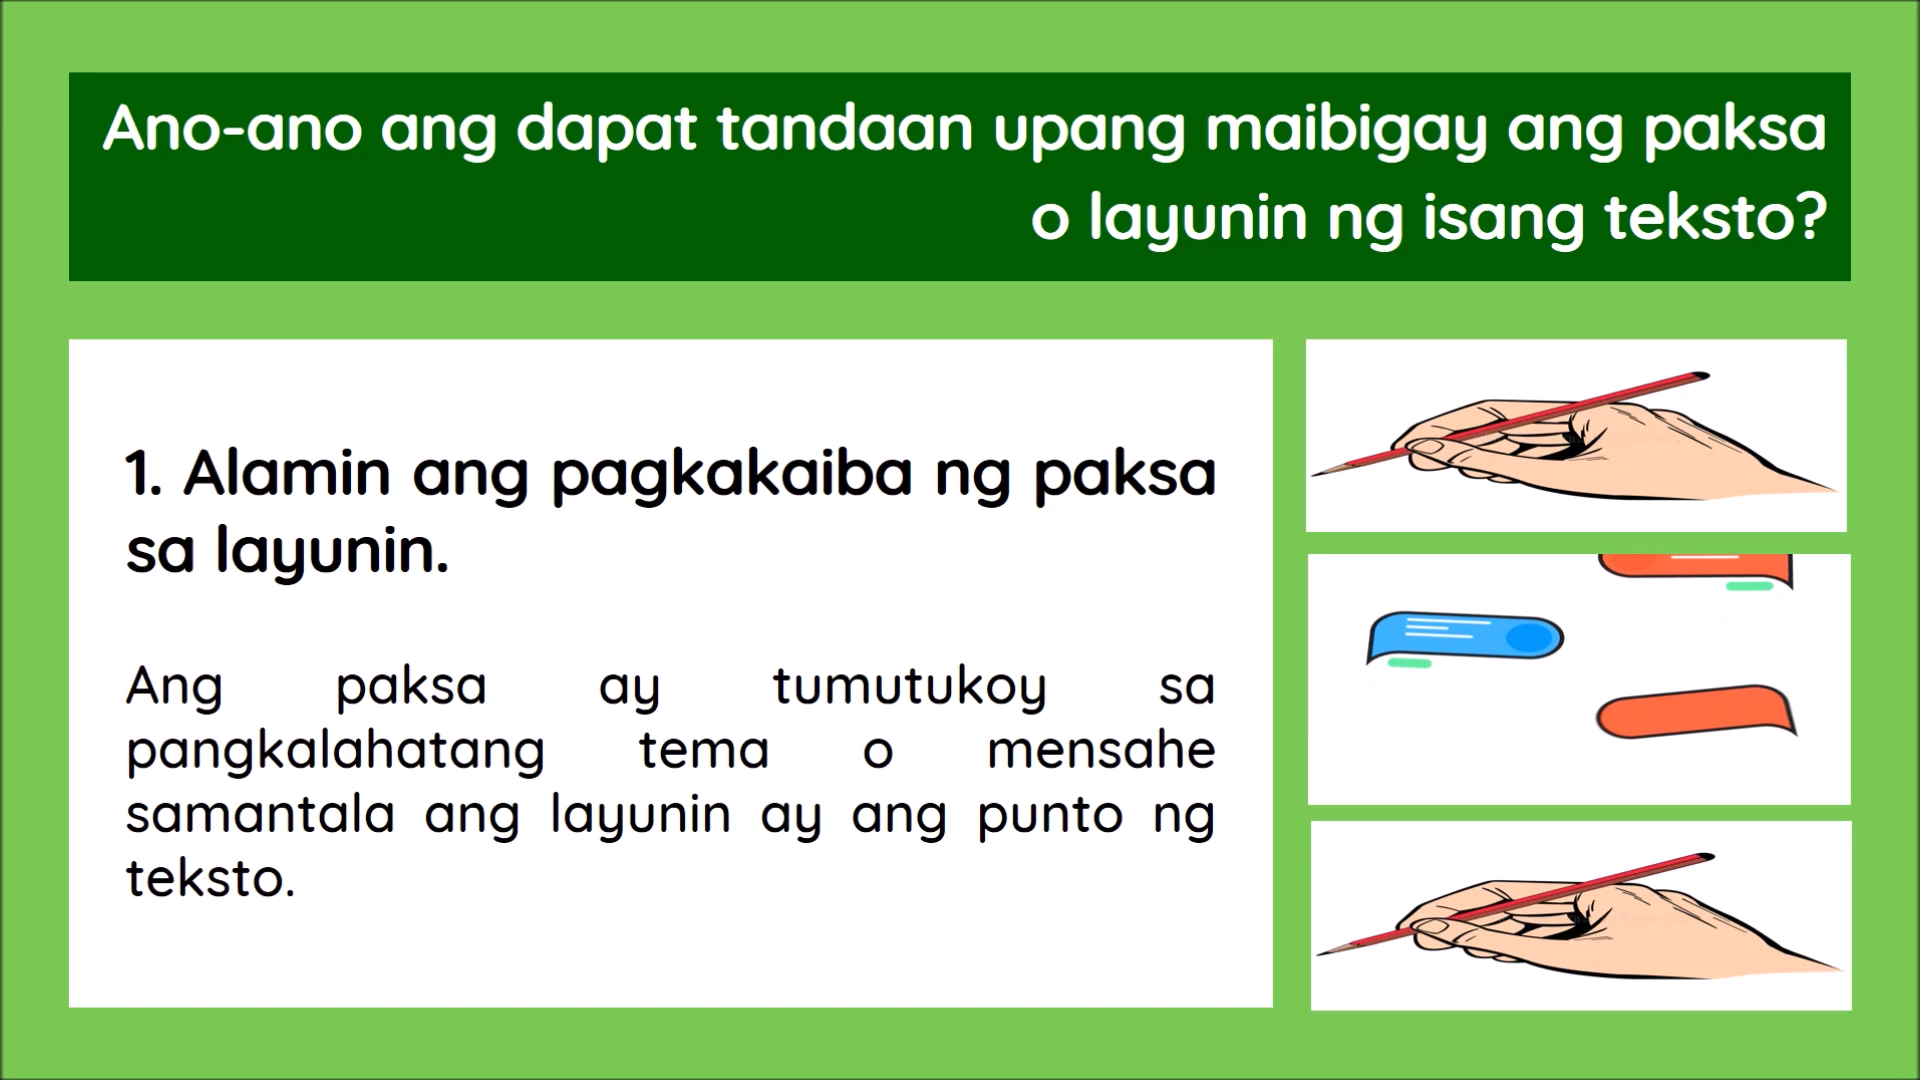 Ano-ano ang dapat tandaan upang maibigay ang paksa
o layunin ng isang teksto?
1. Alamin ang pagkakaiba ng paksa
sa layunin.
Ang paksa ay tumutukoy sa
pangkalahatang tema o mensahe
samantala ang layunin ay ang punto ng
teksto.